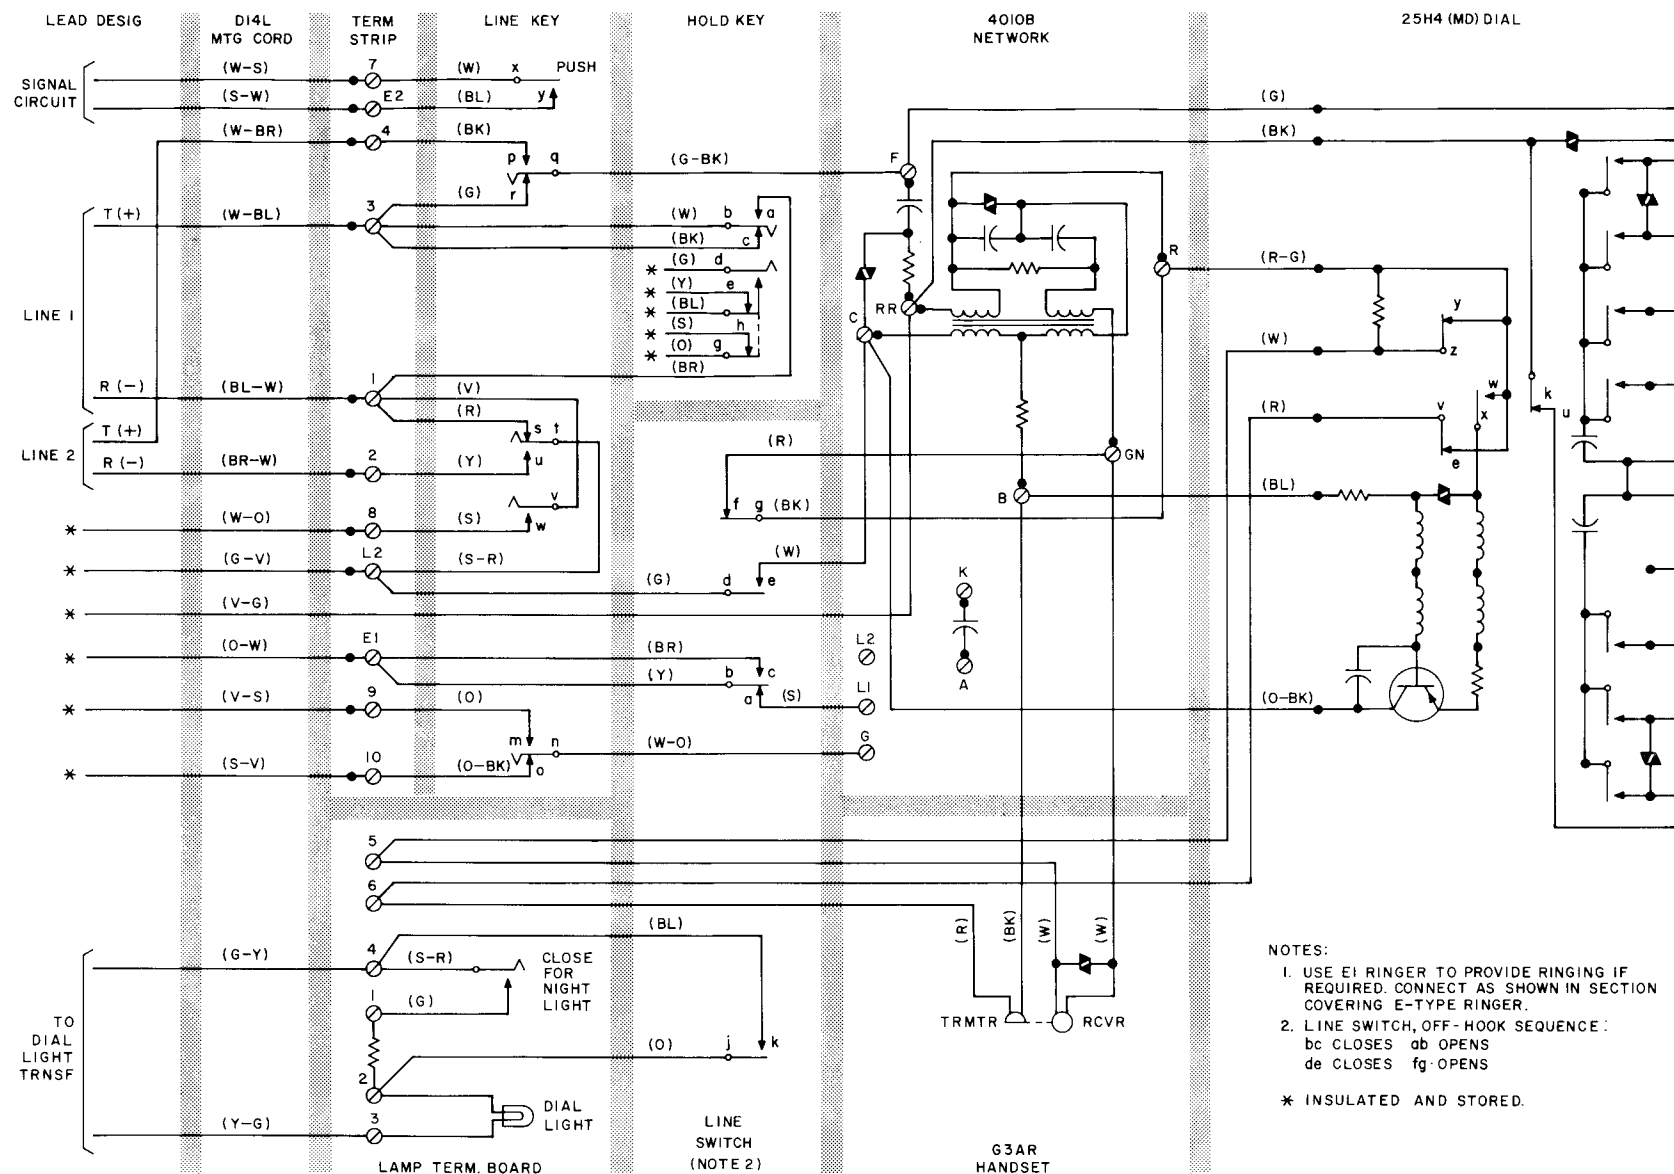 LEAD DESIG
D14L
MTG CORD
TERM
STRIP
LINE KEY
HOLD KEY
4010B
NETWORK
25H4 (MD) DIAL
SIGNAL
CIRCUIT
(W-S)
7
(W)
x
PUSH
(S-W)
E2
(BL)
y
(G)
(W-BR)
4
(BK)
(BK)
p
q
(G-BK)
F
r
(G)
LINE 1
T (+)
(W-BL)
3
(W)
b
a
(BK)
c
* (G) d
* (Y) e
* (BL)
* (S) h
* (O) g
(BR)
R
(R-G)
RR
C
y
(W)
z
R (-)
(BL-W)
1
(V)
(R)
w
k
u
(R)
v
x
e
LINE 2
T (+)
s
t
(R)
GN
R (-)
(BR-W)
2
(Y)
u
v
B
(BL)
f
g
(BK)
* (W-O)
8
(S)
w
* (G-V)
L2
(S-R)
(W)
(G)
d
e
K
* (V-G)
* (O-W)
E1
(BR)
(Y)
b
c
L2
A
* (V-S)
9
(O)
a
(S)
L1
(O-BK)
m
n
(W-O)
G
* (S-V)
10
(O-BK)
o
5
6
(R)
(BK)
(W)
(W)
(BL)
TO
DIAL
LIGHT
TRNSF
(G-Y)
4
(S-R)
CLOSE
FOR
NIGHT
LIGHT
1
(G)
TRMTR
RCVR
(O)
j
k
2
DIAL
LIGHT
(Y-G)
3
LAMP TERM. BOARD
LINE
SWITCH
(NOTE 2)
G3AR
HANDSET
NOTES:
1. USE E1 RINGER TO PROVIDE RINGING IF
REQUIRED. CONNECT AS SHOWN IN SECTION
COVERING E-TYPE RINGER.
2. LINE SWITCH, OFF-HOOK SEQUENCE:
bc CLOSES ab OPENS
de CLOSES fg OPENS
* INSULATED AND STORED.